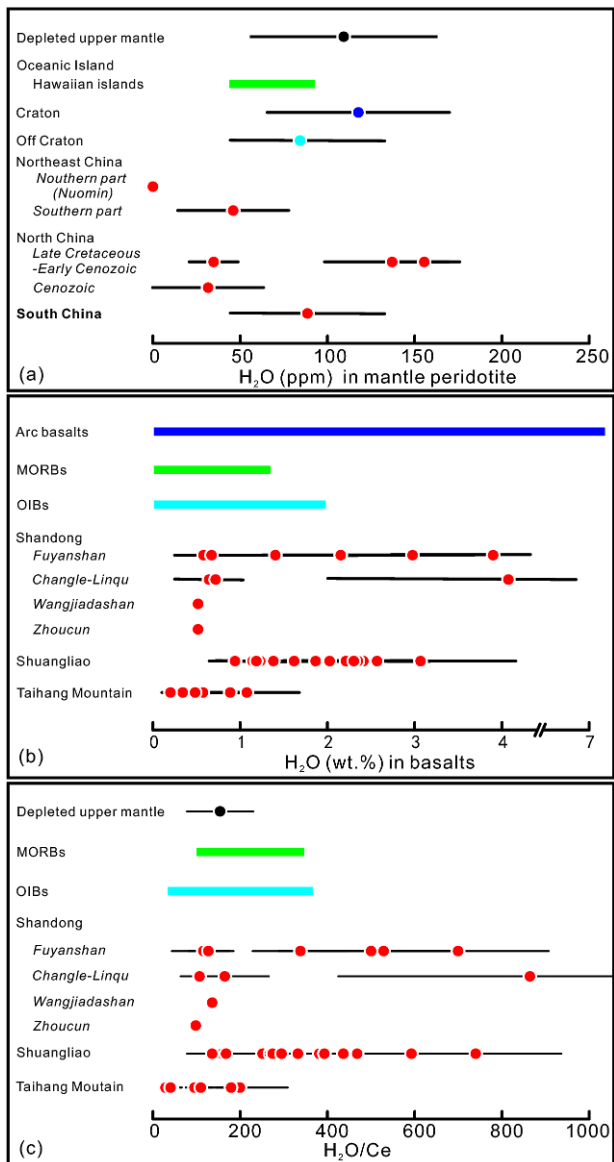 Depleted upper mantle
Oceanic Island
Hawaiian islands
Craton
Off Craton
Northeast China
Nouthern part
(Nuomin)
Southern part
North China
Late Cretaceous
-Early Cenozoic
Cenozoic
South China
0 50 100 150 200 250
(a) H₂O (ppm) in mantle peridotite
Arc basalts
MORBs
OIBs
Shandong
Fuyanshan
Changle-Linqu
Wangjiadashan
Zhoucun
Shuangliao
Taihang Mountain
0 1 2 3 4 7
(b) H₂O (wt.%) in basalts
Depleted upper mantle
MORBs
OIBs
Shandong
Fuyanshan
Changle-Linqu
Wangjiadashan
Zhoucun
Shuangliao
Taihang Moutain
0 200 400 600 800 1000
(c) H₂O/Ce